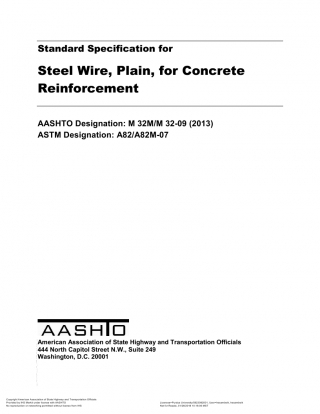 Standard Specification for
Steel Wire, Plain, for Concrete
Reinforcement
AASHTO Designation: M 32M/M 32-09 (2013)
ASTM Designation: A82/A82M-07
AASHTO
American Association of State Highway and Transportation Officials
444 North Capitol Street N.W., Suite 249
Washington, D.C. 20001